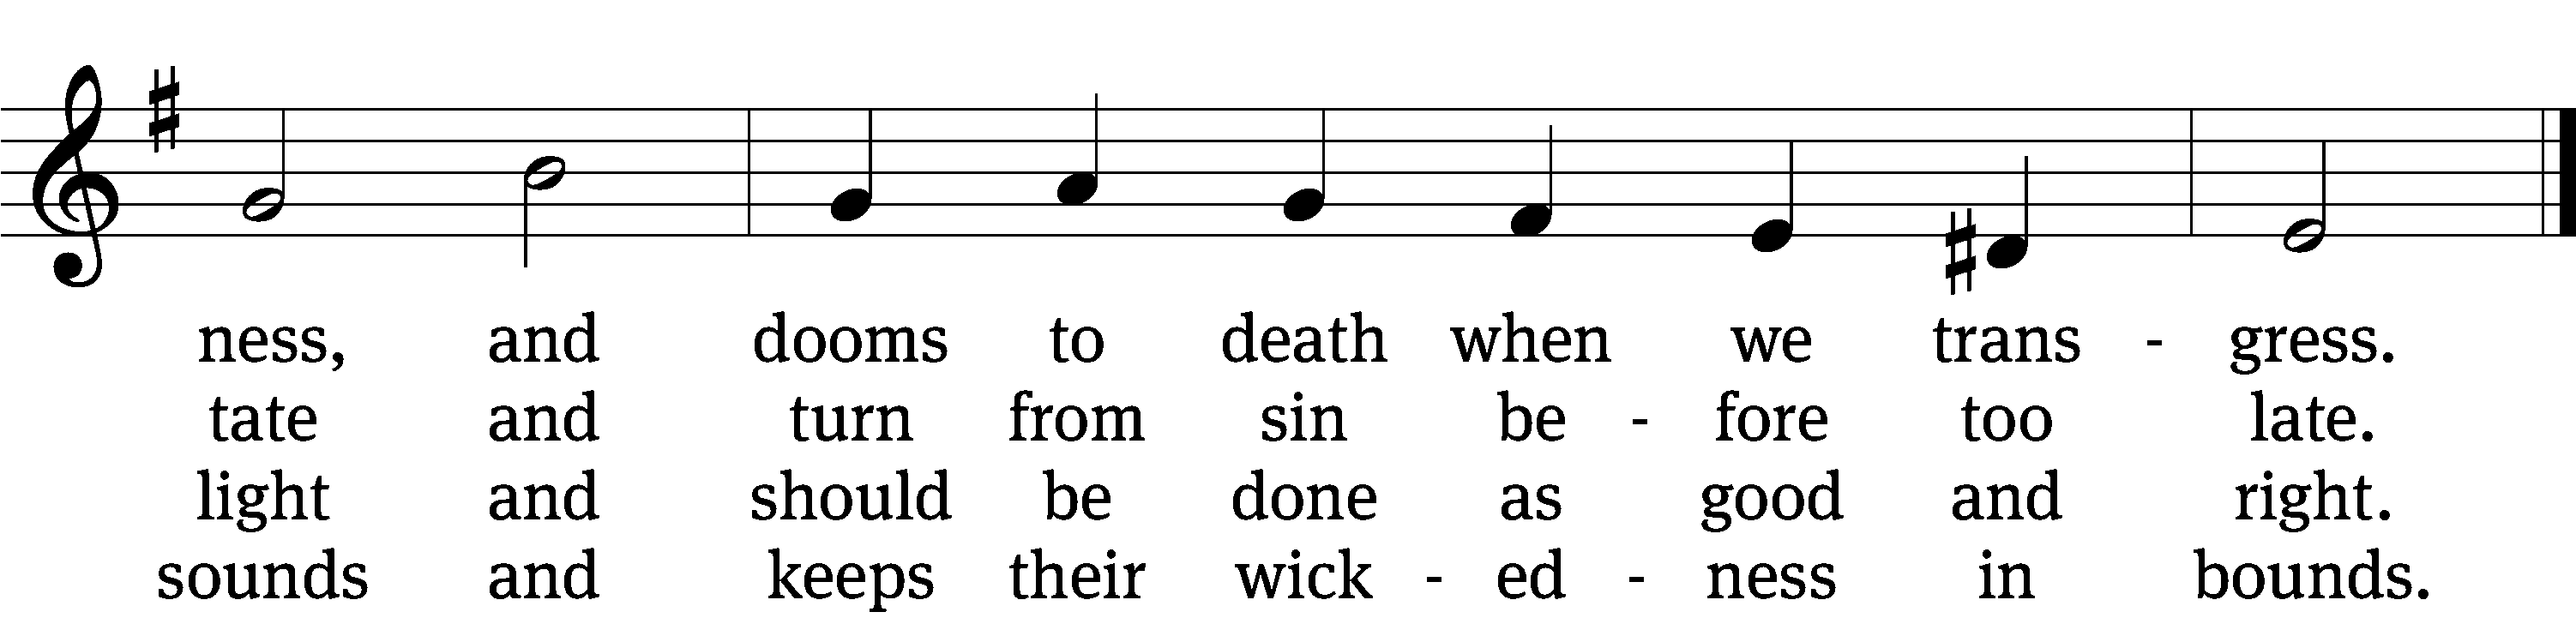 ness, and dooms to death when we trans - gress.
tate and turn from sin be - fore too late.
light and should be done as good and right.
sounds and keeps their wick - ed - ness in bounds.